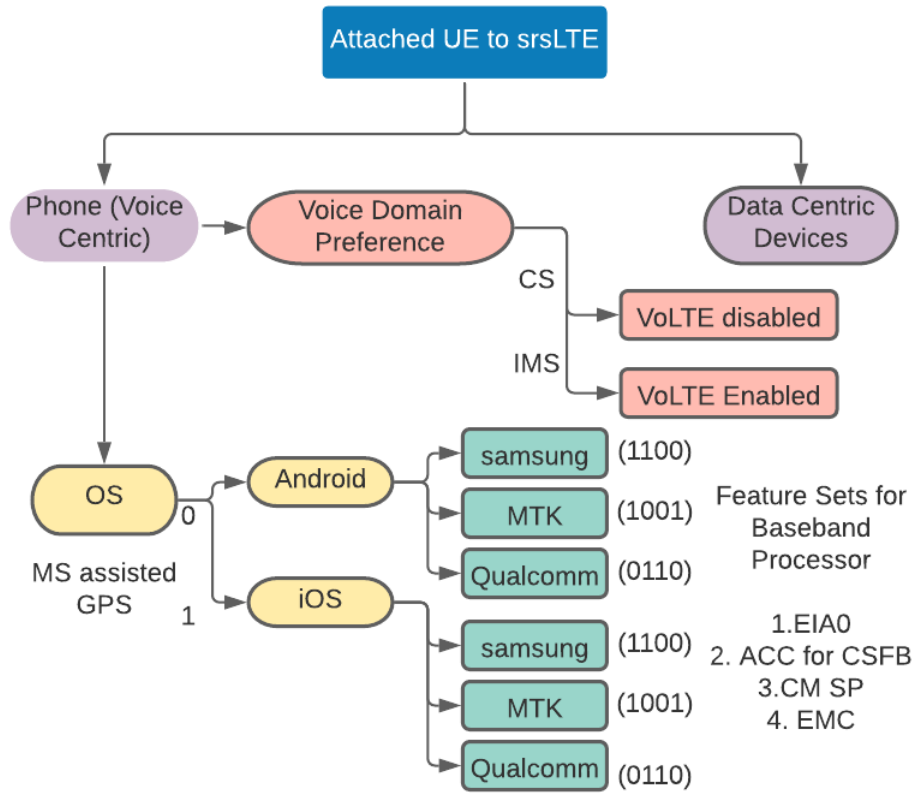 Attached UE to srsLTE
Phone (Voice
Centric)
Voice Domain
Preference
Data Centric
Devices
CS
VoLTE disabled
IMS
VoLTE Enabled
OS
0
MS assisted
GPS
1
Android
samsung (1100)
MTK (1001)
Qualcomm (0110)
iOS
samsung (1100)
MTK (1001)
Qualcomm (0110)
Feature Sets for
Baseband
Processor
1.EIA0
2. ACC for CSFB
3.CM SP
4. EMC